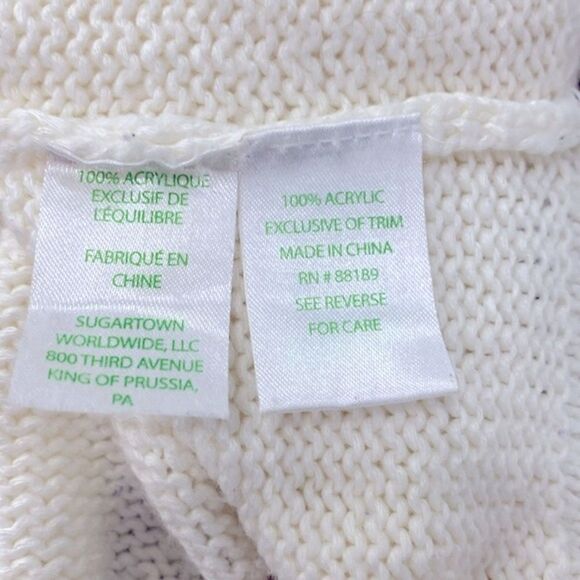 100% ACRYLIQUE
EXCLUSIF DE
L'ÉQUILIBRE
FABRIQUÉ EN
CHINE
SUGARTOWN
WORLDWIDE, LLC
800 THIRD AVENUE
KING OF PRUSSIA,
PA
100% ACRYLIC
EXCLUSIVE OF TRIM
MADE IN CHINA
RN # 88189
SEE REVERSE
FOR CARE